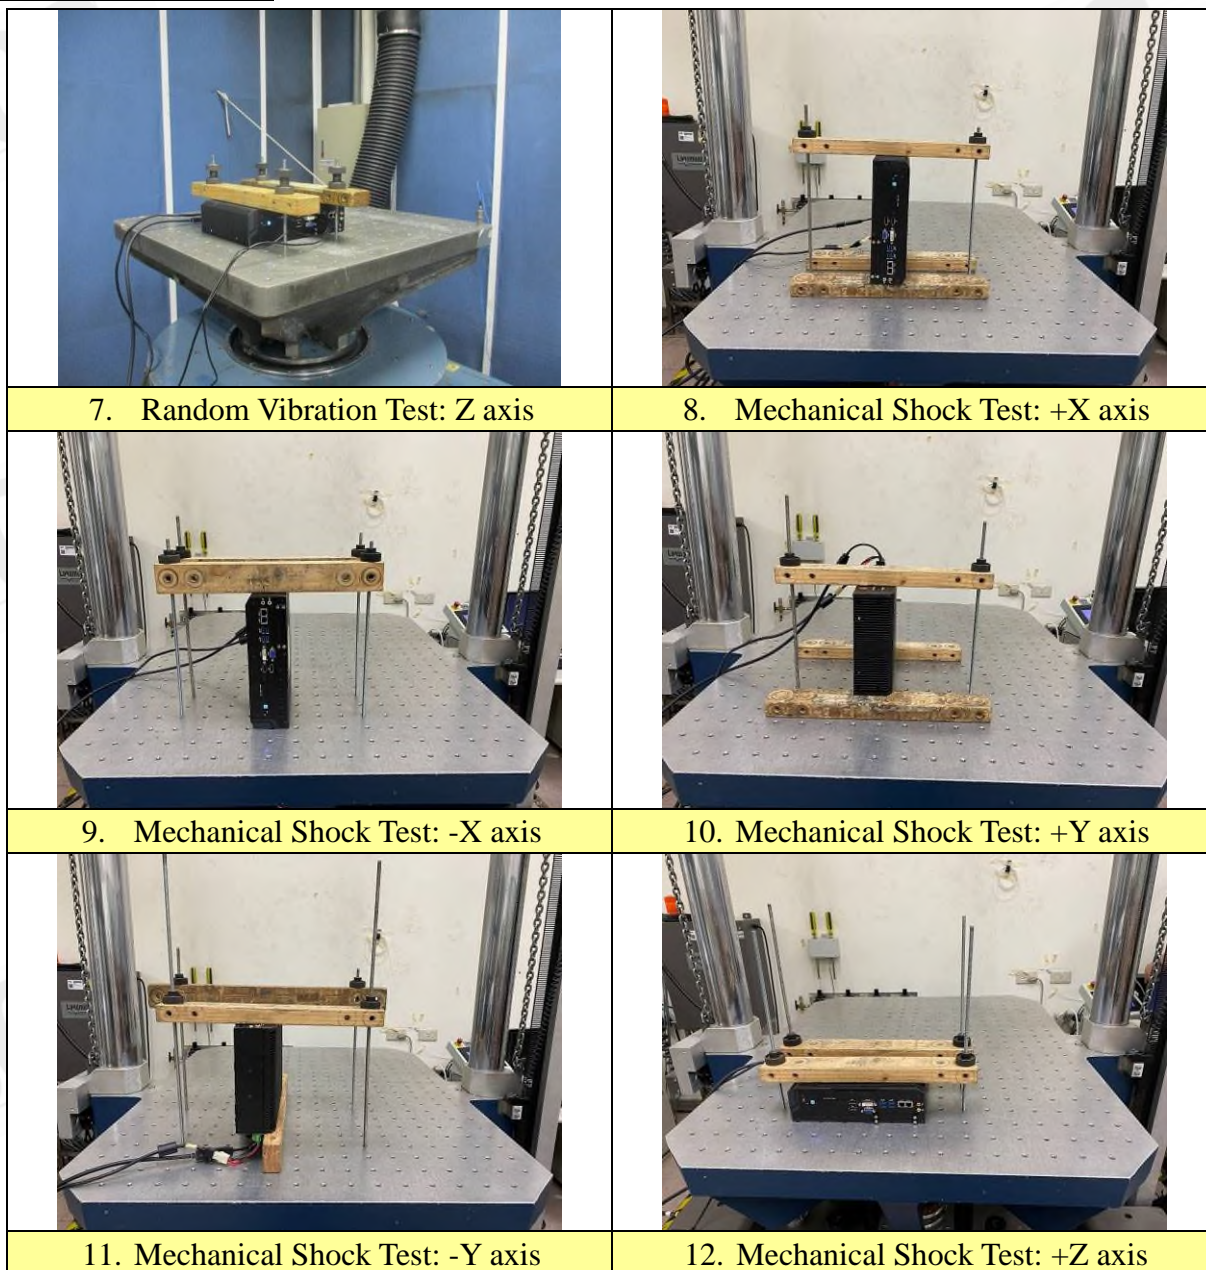 7. Random Vibration Test: Z axis
8. Mechanical Shock Test: +X axis
9. Mechanical Shock Test: -X axis
10. Mechanical Shock Test: +Y axis
11. Mechanical Shock Test: -Y axis
12. Mechanical Shock Test: +Z axis